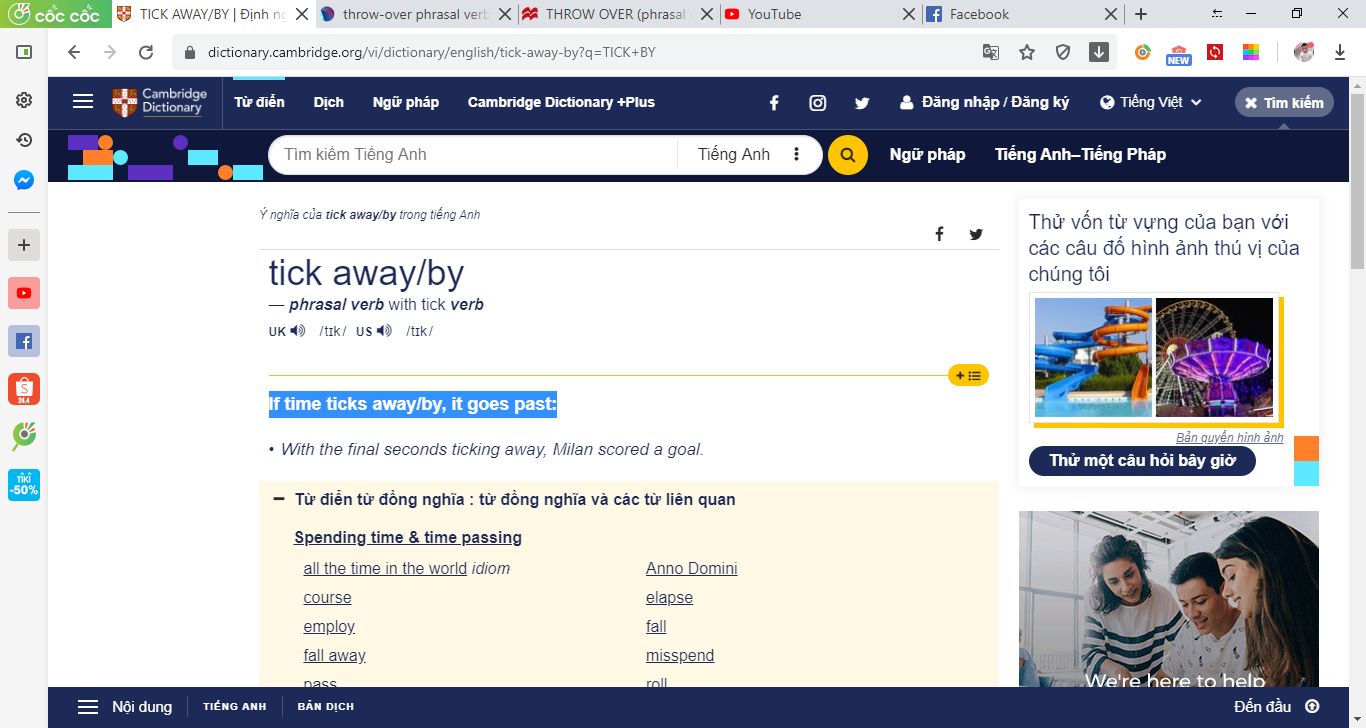 cốc cốc
TICK AWAY/BY | Định
throw-over phrasal verb
THROW OVER (phrasal
YouTube
Facebook
dictionary.cambridge.org/vi/dictionary/english/tick-away-by?q=TICK+BY
NEW
Cambridge
Dictionary
Từ điển
Dịch
Ngữ pháp
Cambridge Dictionary +Plus
Đăng nhập / Đăng ký
Tiếng Việt
Tìm kiếm
Tìm kiếm Tiếng Anh
Tiếng Anh
Ngữ pháp
Tiếng Anh–Tiếng Pháp
Ý nghĩa của tick away/by trong tiếng Anh
tick away/by
— phrasal verb with tick verb
UK /tɪk/ US /tɪk/
If time ticks away/by, it goes past:
• With the final seconds ticking away, Milan scored a goal.
Từ điển từ đồng nghĩa : từ đồng nghĩa và các từ liên quan
Spending time & time passing
all the time in the world idiom
Anno Domini
course
elapse
employ
fall
fall away
misspend
pass
roll
Thử vốn từ vựng của bạn với
các câu đố hình ảnh thú vị của
chúng tôi
Bản quyền hình ảnh
Thử một câu hỏi bây giờ
We're here to help
24.4
TIKI
-50%
Nội dung
TIẾNG ANH
BẢN DỊCH
Đến đầu